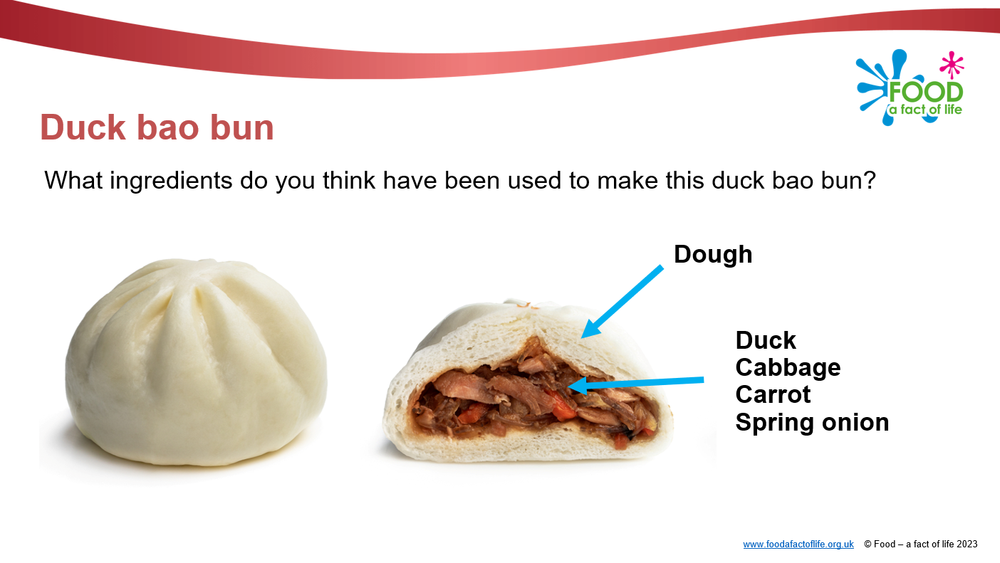 FOOD
a fact of life
Duck bao bun
What ingredients do you think have been used to make this duck bao bun?
Dough
Duck
Cabbage
Carrot
Spring onion
www.foodafactoflife.org.uk © Food – a fact of life 2023